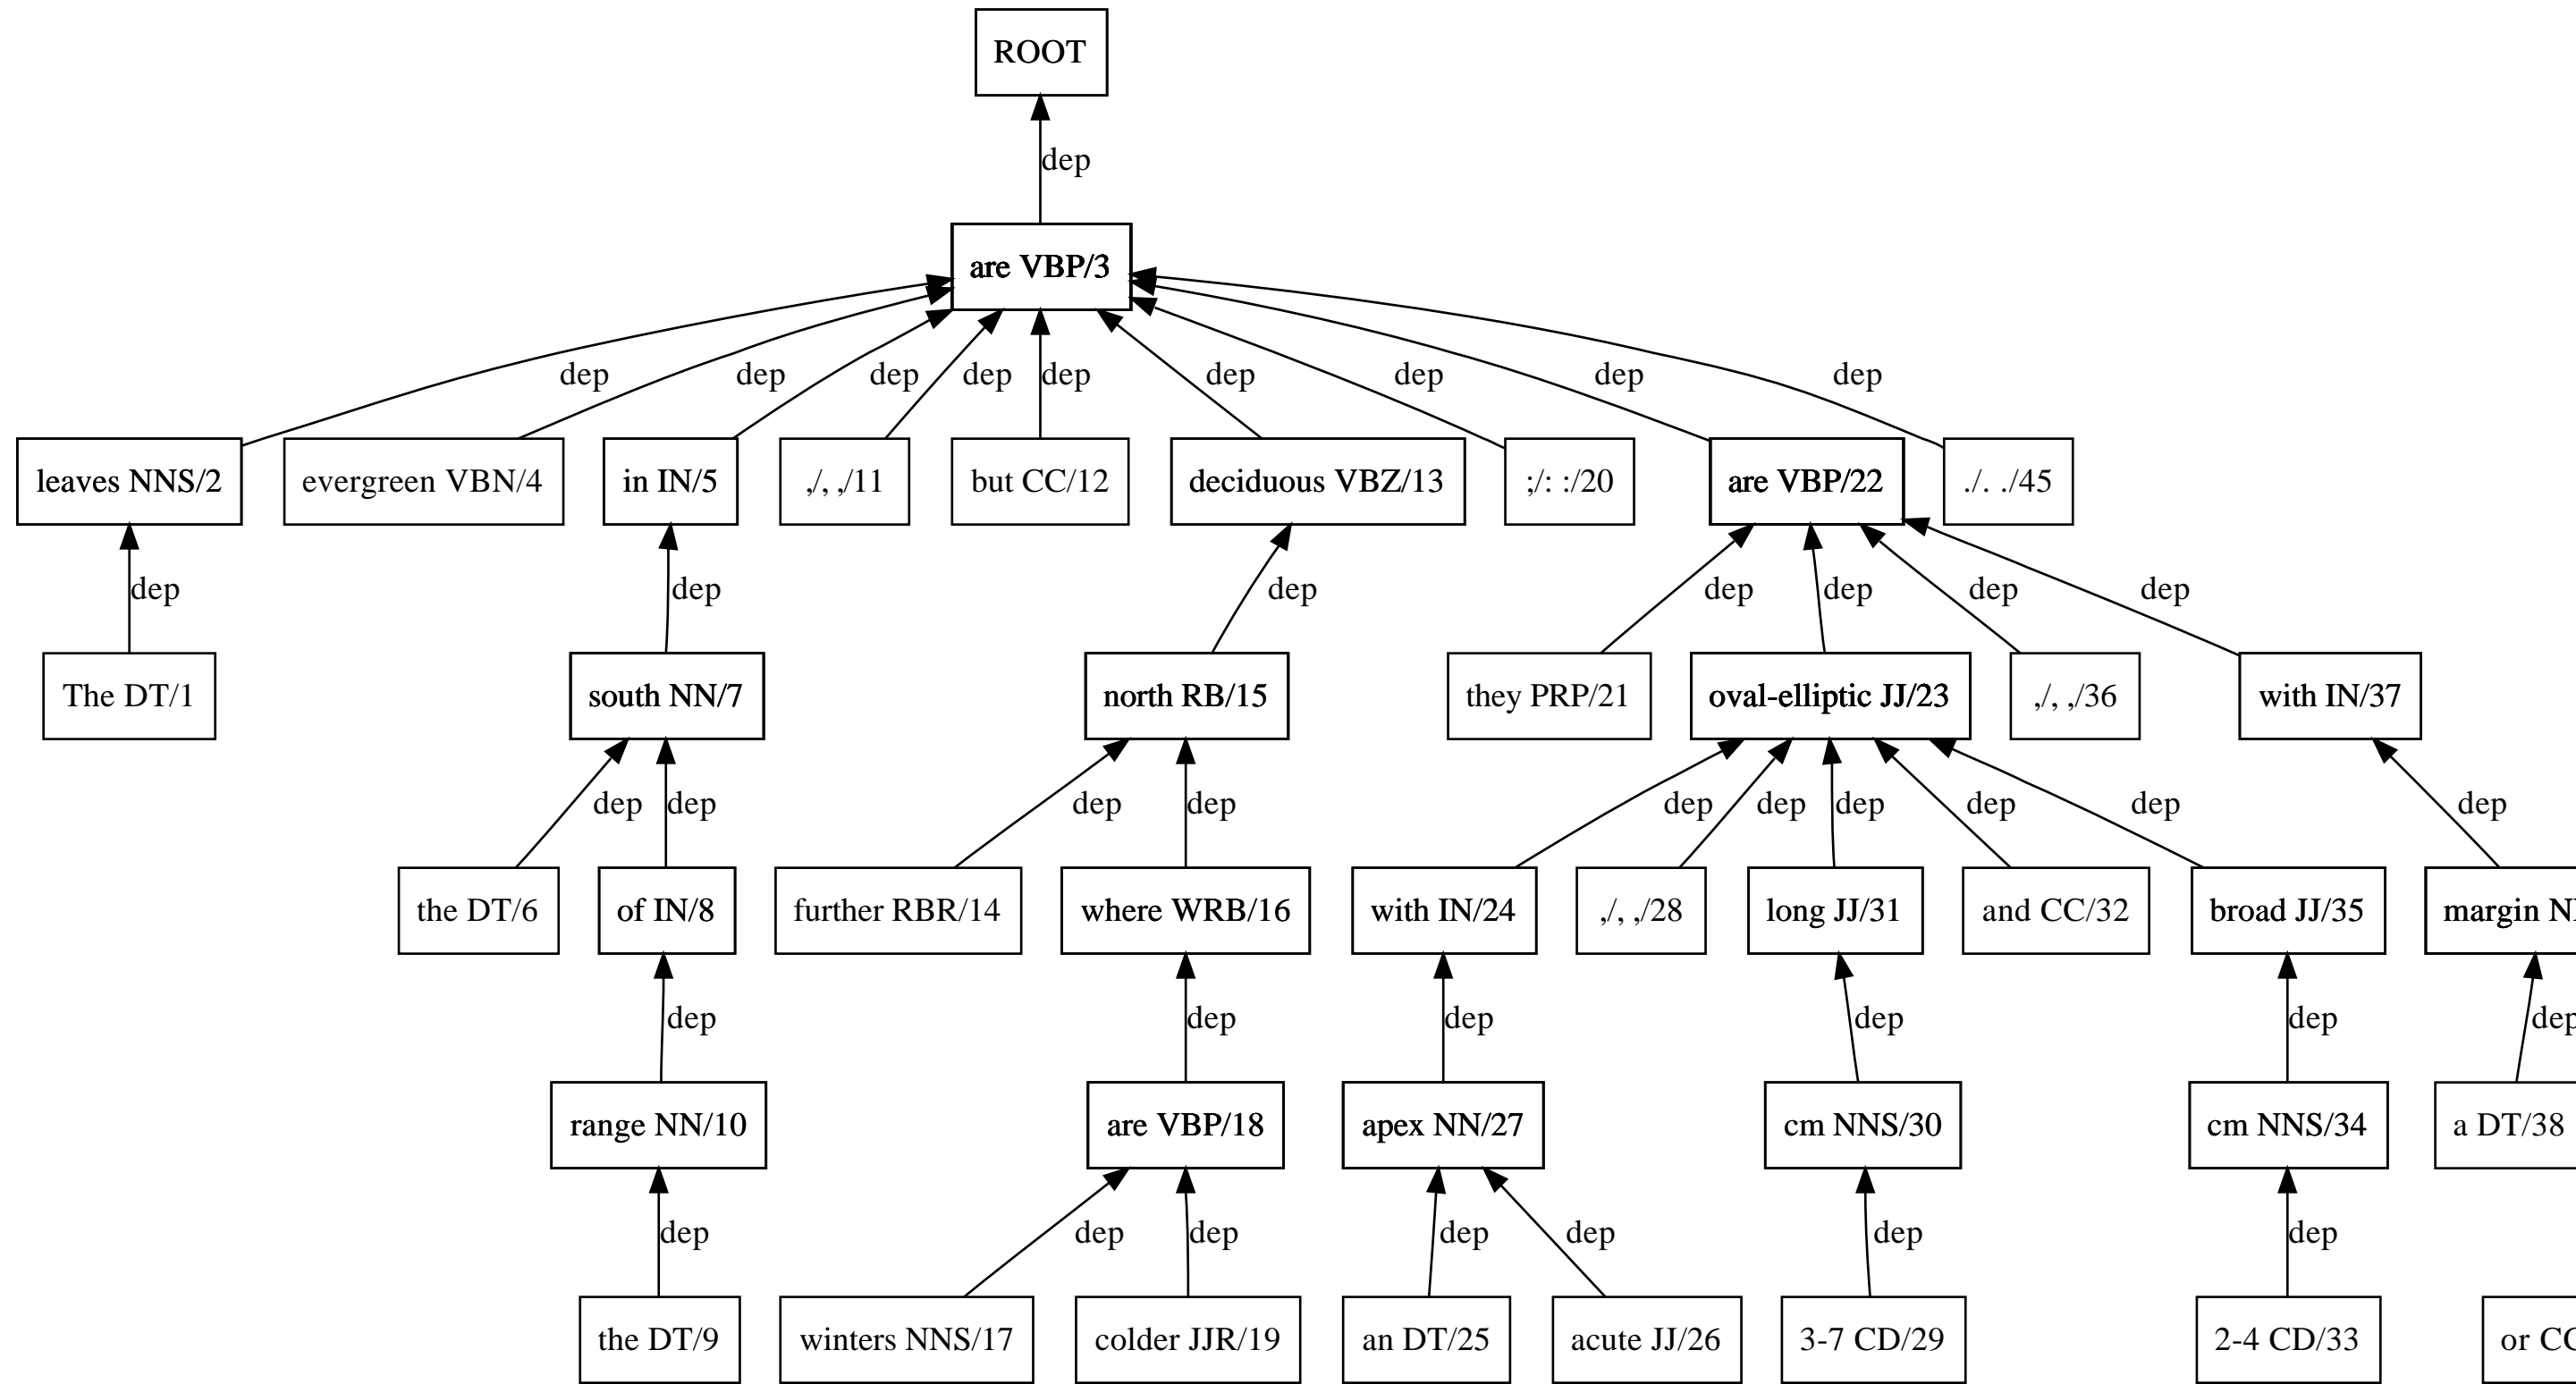 ROOT
dep
are VBP/3
dep dep dep dep dep dep dep dep dep
leaves NNS/2 evergreen VBN/4 in IN/5 ,/, ,/11 but CC/12 deciduous VBZ/13 ;/: :/20 are VBP/22 ./. ./45
dep dep dep dep dep dep dep
The DT/1 south NN/7 north RB/15 they PRP/21 oval-elliptic JJ/23 ,/, ,/36 with IN/37
dep dep dep dep dep dep dep dep dep dep
the DT/6 of IN/8 further RBR/14 where WRB/16 with IN/24 ,/, ,/28 long JJ/31 and CC/32 broad JJ/35 margin
dep dep dep dep dep dep
range NN/10 are VBP/18 apex NN/27 cm NNS/30 cm NNS/34 a DT/38
dep dep dep dep dep dep dep
the DT/9 winters NNS/17 colder JJR/19 an DT/25 acute JJ/26 3-7 CD/29 2-4 CD/33 or